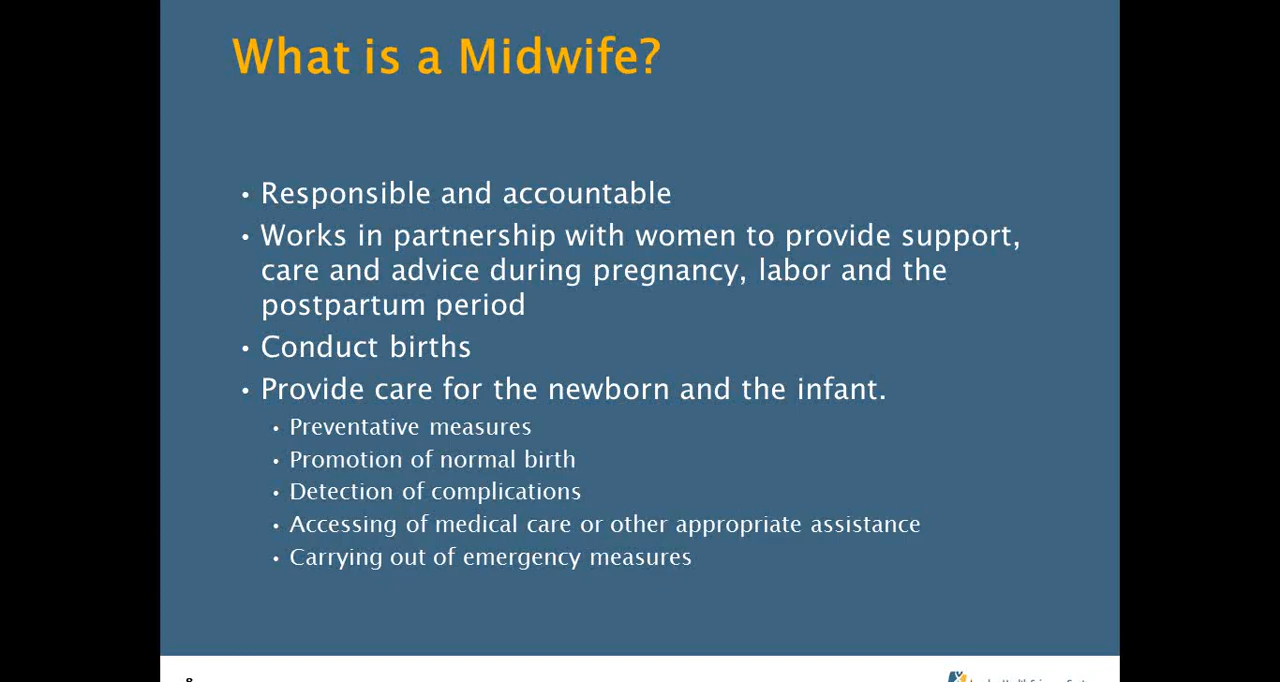 What is a Midwife?
• Responsible and accountable
• Works in partnership with women to provide support,
care and advice during pregnancy, labor and the
postpartum period
• Conduct births
• Provide care for the newborn and the infant.
• Preventative measures
• Promotion of normal birth
• Detection of complications
• Accessing of medical care or other appropriate assistance
• Carrying out of emergency measures
8